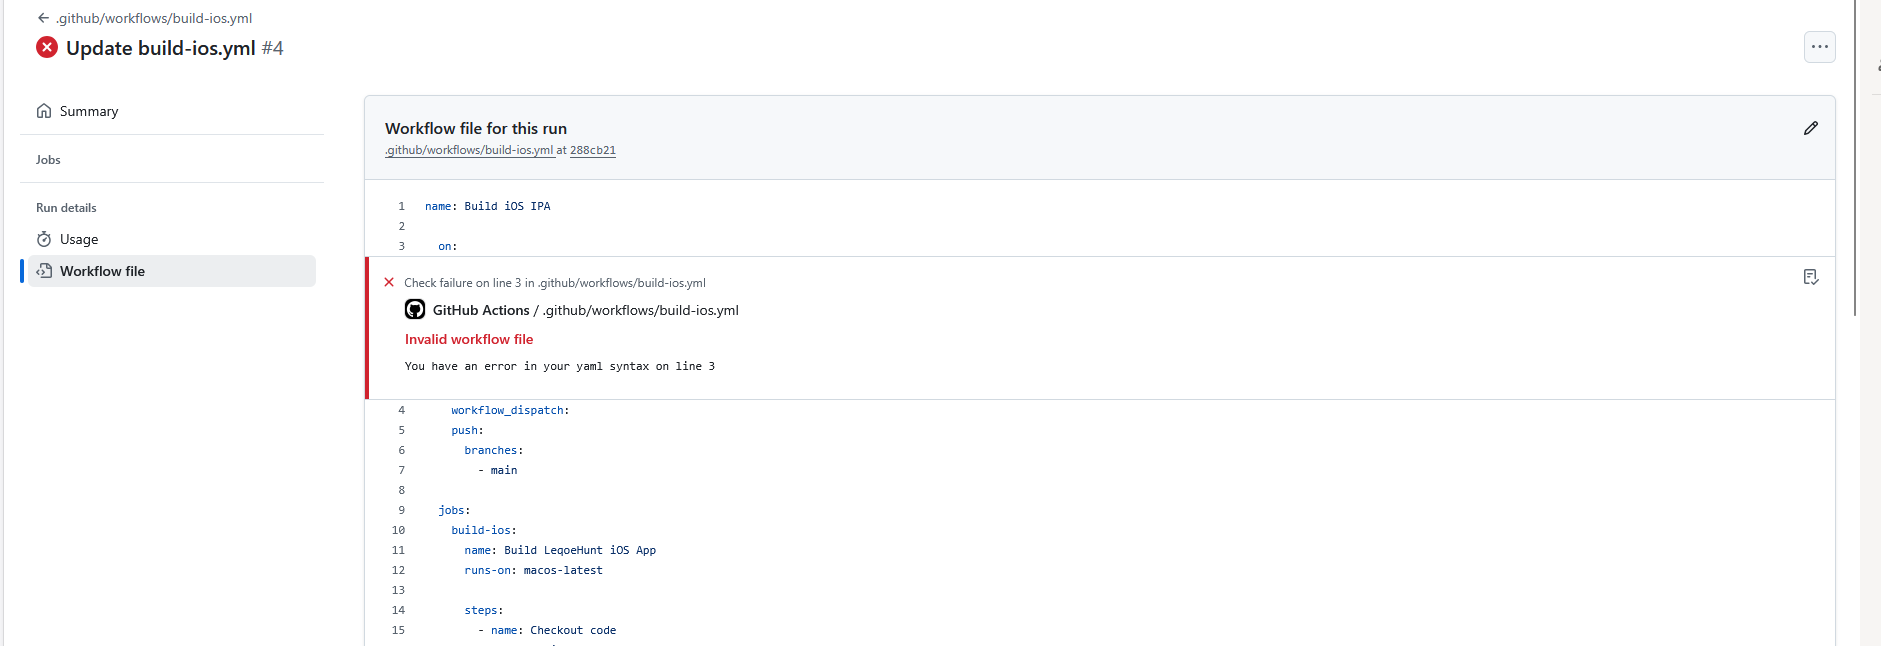 .github/workflows/build-ios.yml
Update build-ios.yml #4
Summary
Jobs
Run details
Usage
Workflow file
Workflow file for this run
.github/workflows/build-ios.yml at 288cb21
1 name: Build iOS IPA
2
3   on:
Check failure on line 3 in .github/workflows/build-ios.yml
GitHub Actions / .github/workflows/build-ios.yml
Invalid workflow file
You have an error in your yaml syntax on line 3
4     workflow_dispatch:
5     push:
6       branches:
7         - main
8
9   jobs:
10     build-ios:
11       name: Build LeqoeHunt iOS App
12       runs-on: macos-latest
13
14       steps:
15         - name: Checkout code